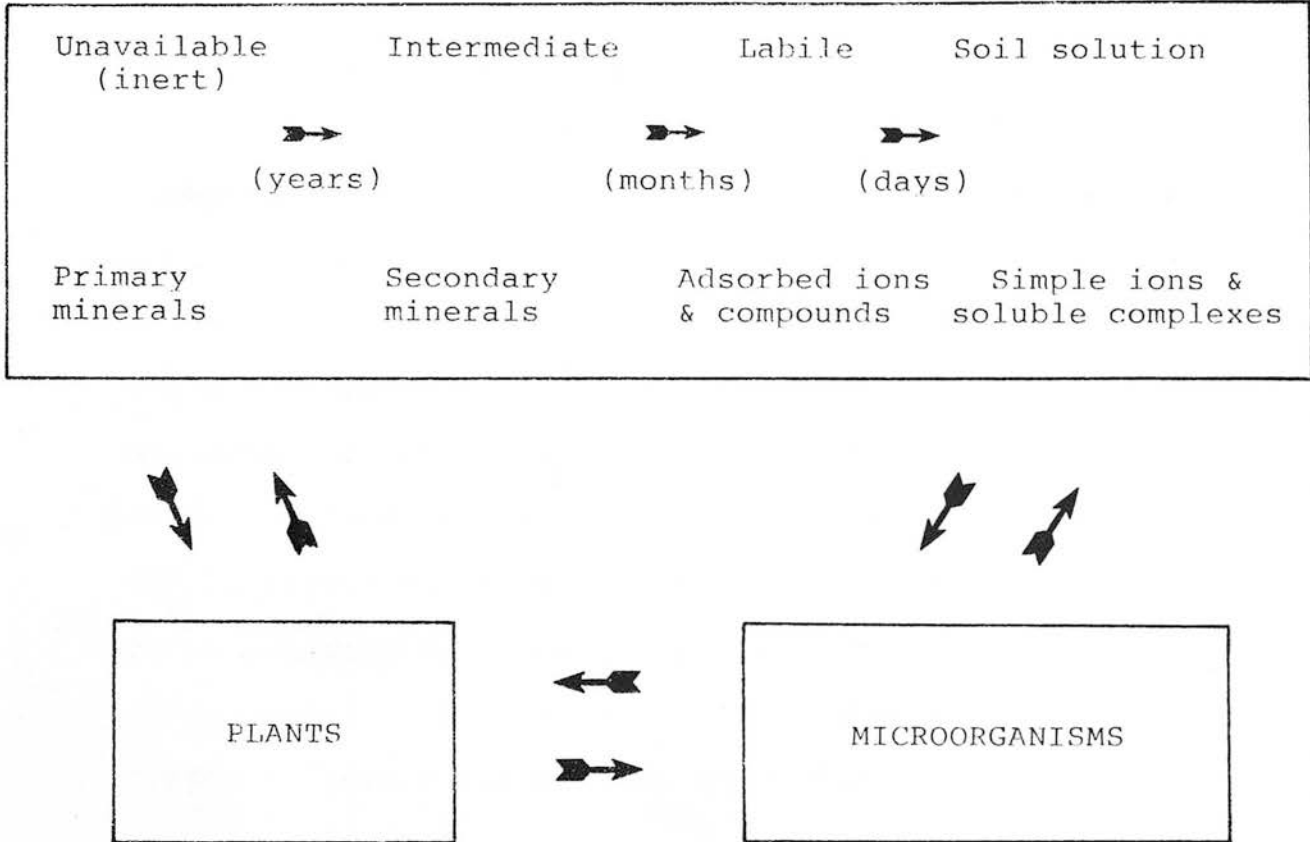 Unavailable Intermediate Labile Soil solution
(inert)
(years) (months) (days)
Primary Secondary Adsorbed ions Simple ions &
minerals minerals & compounds soluble complexes
PLANTS MICROORGANISMS